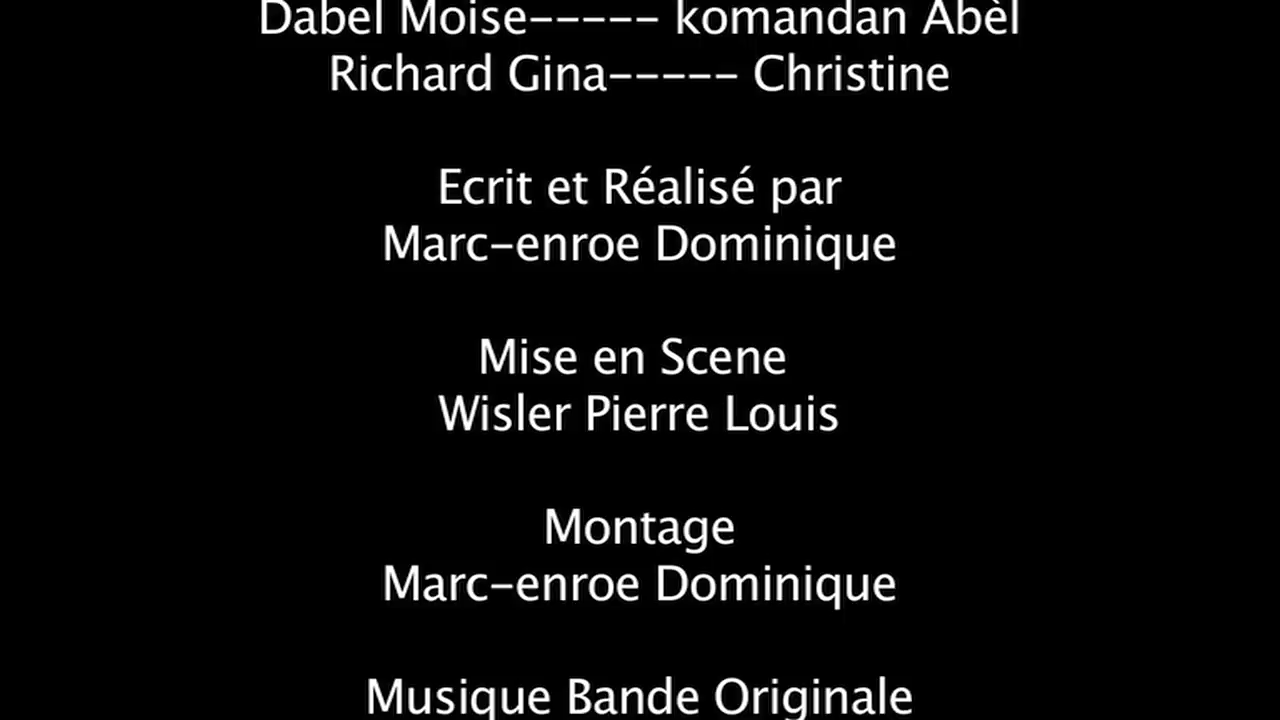 Dabel Moise----- komandan Abèl
Richard Gina----- Christine
Ecrit et Réalisé par
Marc-enroe Dominique
Mise en Scene
Wisler Pierre Louis
Montage
Marc-enroe Dominique
Musique Bande Originale